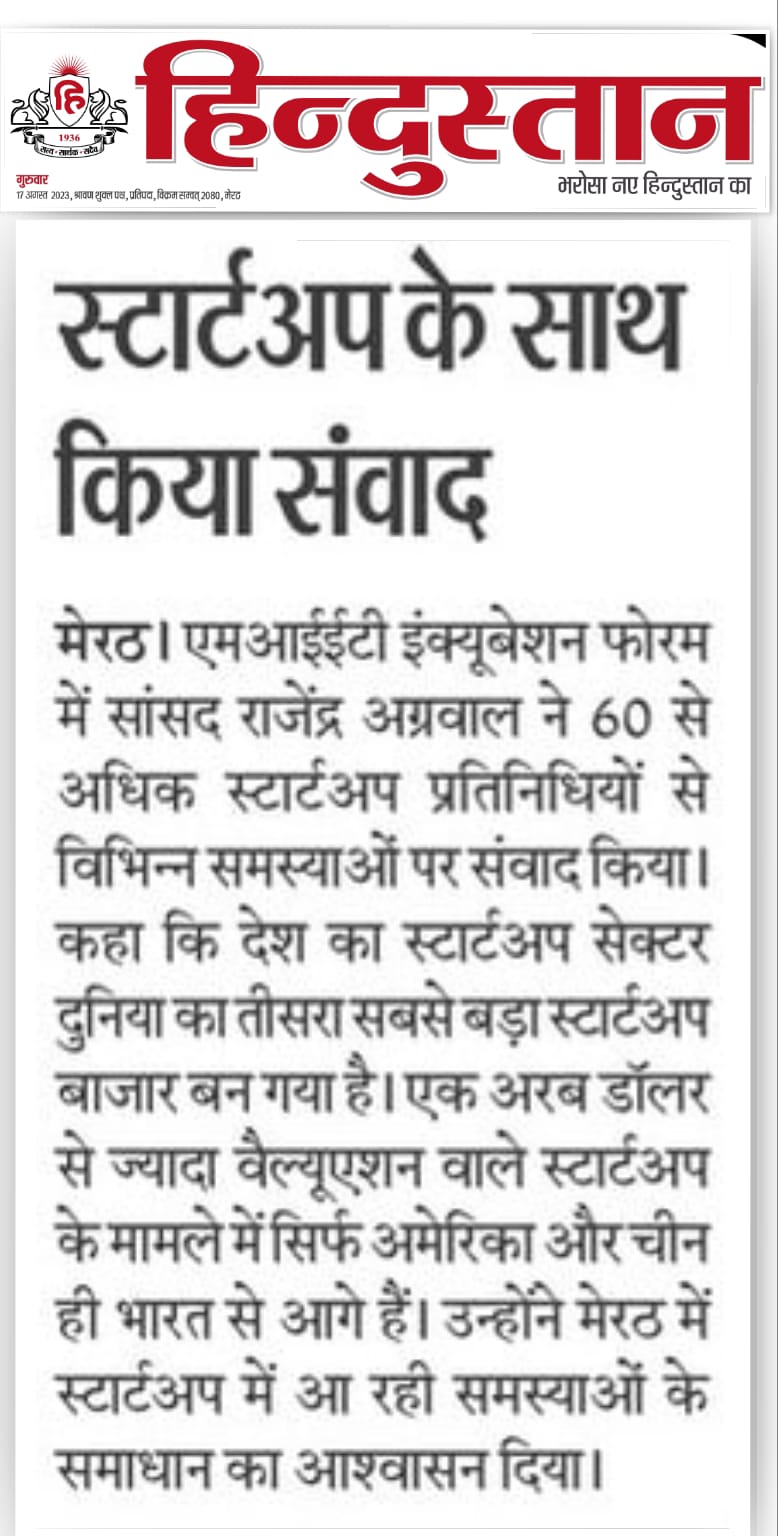 हि
1936
सत्य • सार्थक • सदैव
हिन्दुस्तान
गुरुवार
17 अगस्त 2023, श्रावण शुक्ल पक्ष, प्रतिपदा, विक्रम सम्वत् 2080, मेरठ
भरोसा नए हिन्दुस्तान का
स्टार्टअप के साथ
किया संवाद
मेरठ। एमआईईटी इंक्यूबेशन फोरम
में सांसद राजेंद्र अग्रवाल ने 60 से
अधिक स्टार्टअप प्रतिनिधियों से
विभिन्न समस्याओं पर संवाद किया।
कहा कि देश का स्टार्टअप सेक्टर
दुनिया का तीसरा सबसे बड़ा स्टार्टअप
बाजार बन गया है। एक अरब डॉलर
से ज्यादा वैल्यूएशन वाले स्टार्टअप
के मामले में सिर्फ अमेरिका और चीन
ही भारत से आगे हैं। उन्होंने मेरठ में
स्टार्टअप में आ रही समस्याओं के
समाधान का आश्वासन दिया।